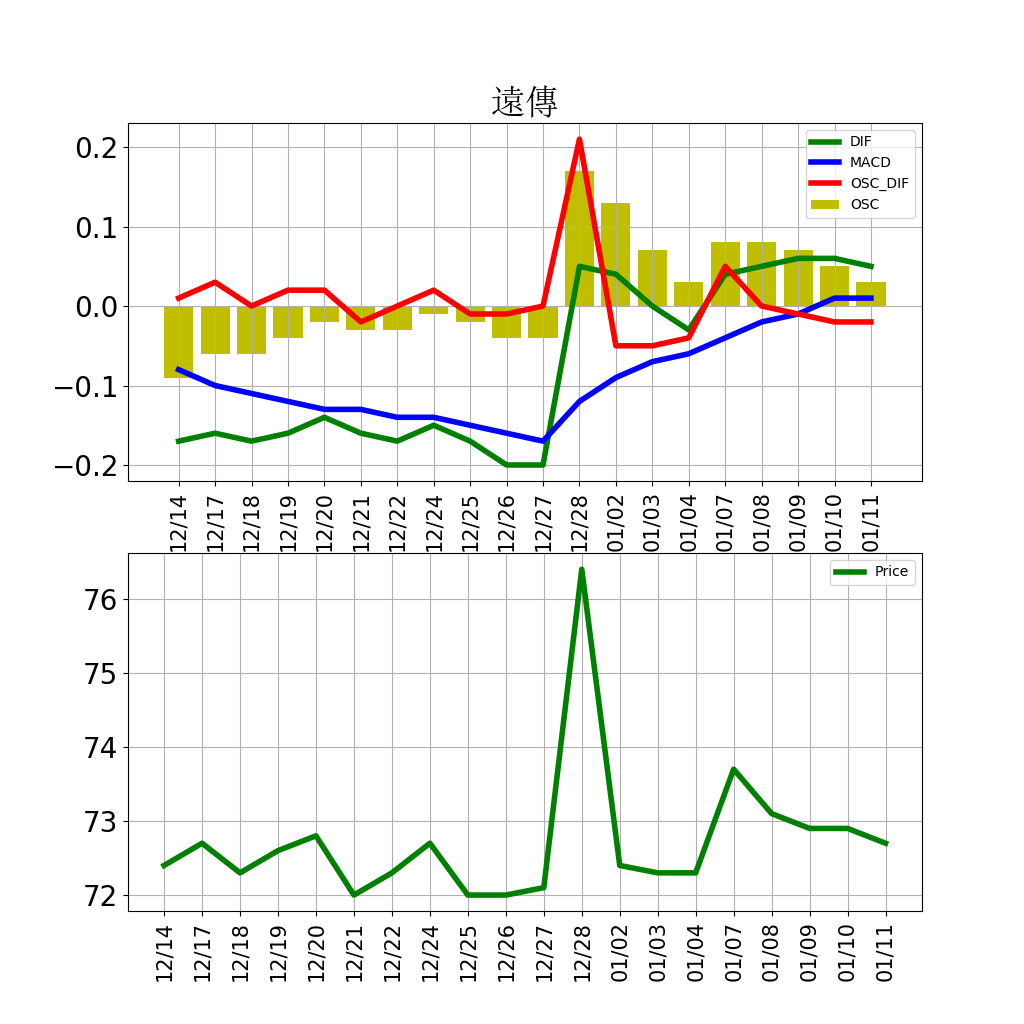 遠傳
DIF
MACD
OSC_DIF
OSC
0.2
0.1
0.0
−0.1
−0.2
12/14 12/17 12/18 12/19 12/20 12/21 12/22 12/24 12/25 12/26 12/27 12/28 01/02 01/03 01/04 01/07 01/08 01/09 01/10 01/11
Price
76
75
74
73
72
12/14 12/17 12/18 12/19 12/20 12/21 12/22 12/24 12/25 12/26 12/27 12/28 01/02 01/03 01/04 01/07 01/08 01/09 01/10 01/11